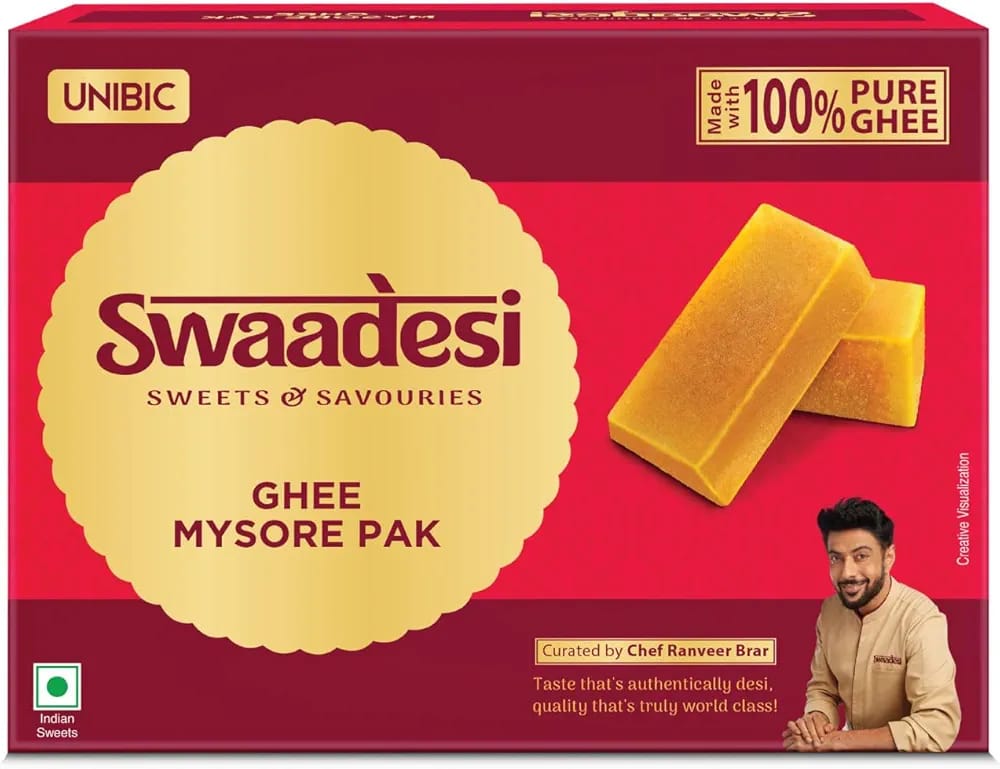 UNIBIC
Made with 100% PURE GHEE
Swaadesi
SWEETS & SAVOURIES
GHEE
MYSORE PAK
Creative Visualization
Curated by Chef Ranveer Brar
Taste that's authentically desi,
quality that's truly world class!
Swaadesi
Indian
Sweets